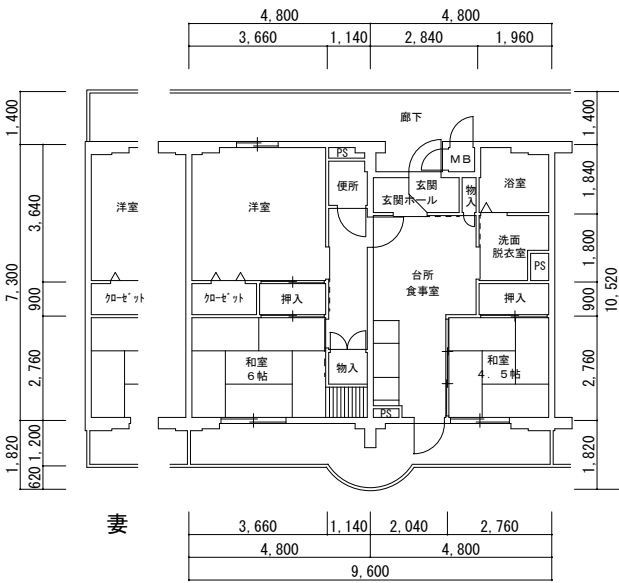 4,800
4,800
3,660
1,140
2,840
1,960
1,400
3,640
7,300
900
2,760
1,820
1,200
620
1,400
1,840
1,800
900
2,760
1,820
10,520
廊下
MB
PS
便所
玄関
玄関ホール
物入
浴室
洋室
洋室
台所
食事室
洗面
脱衣室
PS
クローゼット
クローゼット
押入
押入
和室
6帖
物入
和室
4.5帖
PS
妻
3,660
1,140
2,040
2,760
4,800
4,800
9,600